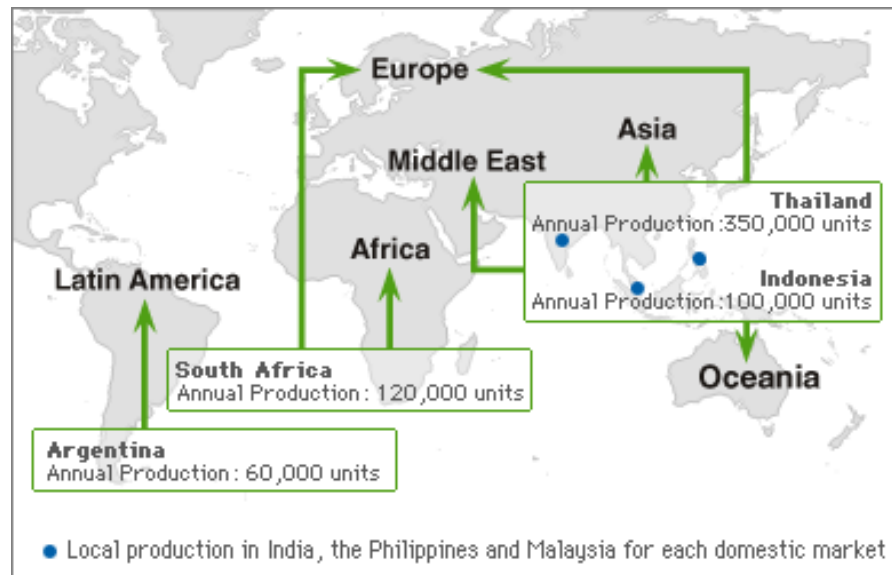 Europe
Asia
Middle East
Thailand
Annual Production :350,000 units
Africa
Latin America
Indonesia
Annual Production :100,000 units
South Africa
Annual Production : 120,000 units
Oceania
Argentina
Annual Production : 60,000 units
Local production in India, the Philippines and Malaysia for each domestic market